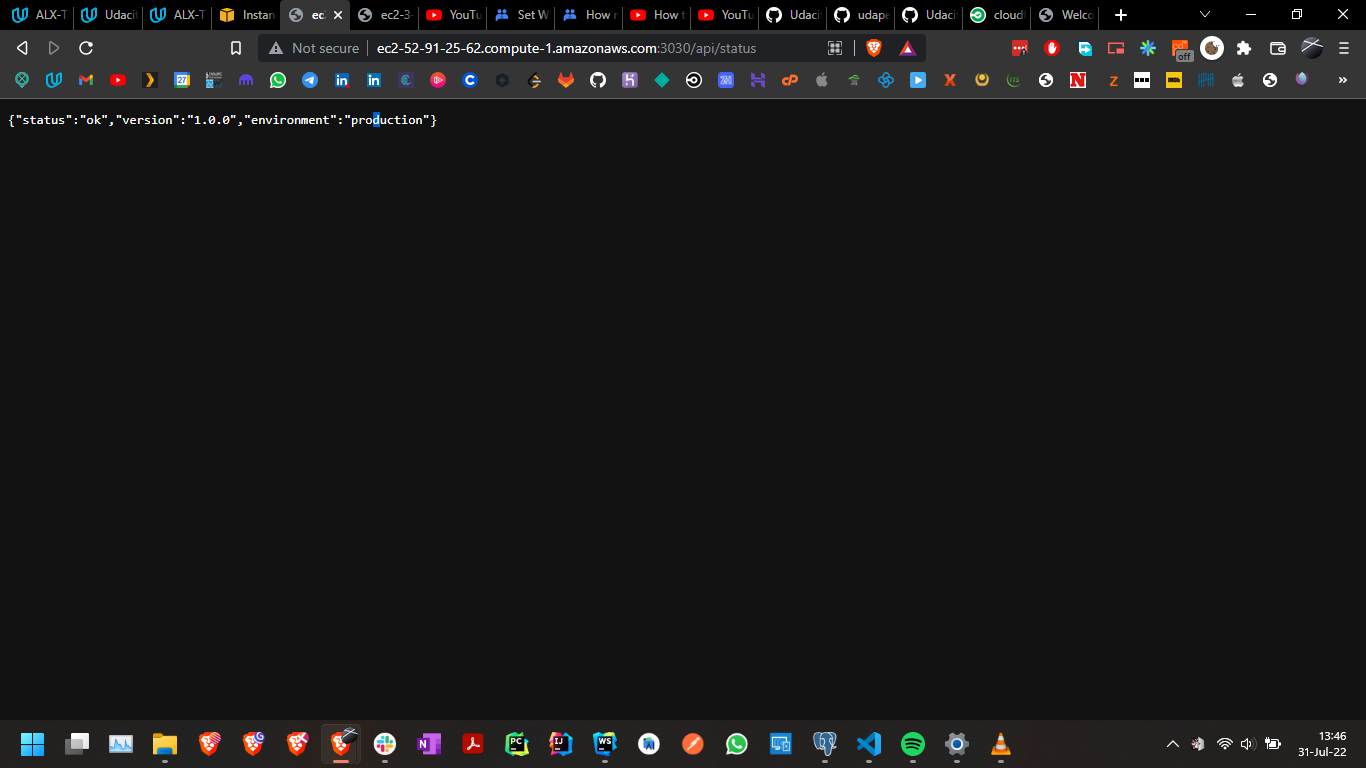 ALX-T
Udaci
ALX-T
Instan
ec
ec2-3-
YouTu
Set W
How r
How t
YouTu
Udaci
udape
Udaci
cloudf
Welco
Not secure
ec2-52-91-25-62.compute-1.amazonaws.com:3030/api/status
off
{"status":"ok","version":"1.0.0","environment":"production"}
13:46
31-Jul-22